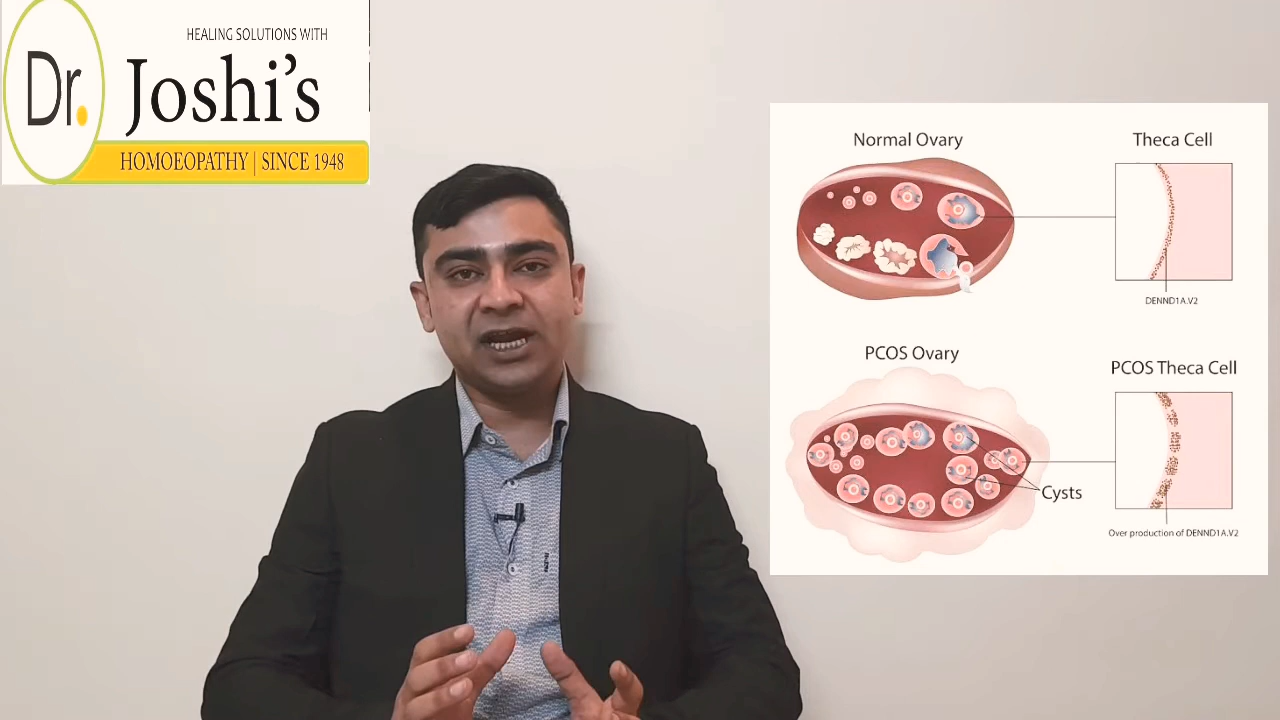 HEALING SOLUTIONS WITH
Dr. Joshi's
HOMOEOPATHY | SINCE 1948
Normal Ovary
Theca Cell
DENND1A.V2
PCOS Ovary
PCOS Theca Cell
Cysts
Over production of DENND1A.V2